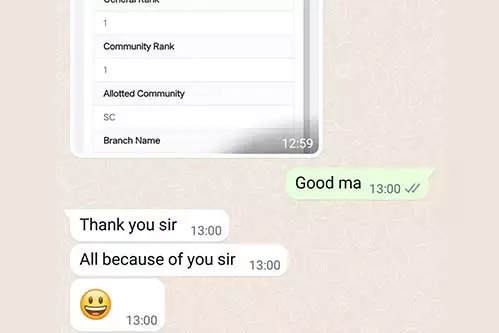 General Rank
1
Community Rank
1
Allotted Community
SC
Branch Name
12:59
Good ma 13:00
Thank you sir 13:00
All because of you sir 13:00
13:00